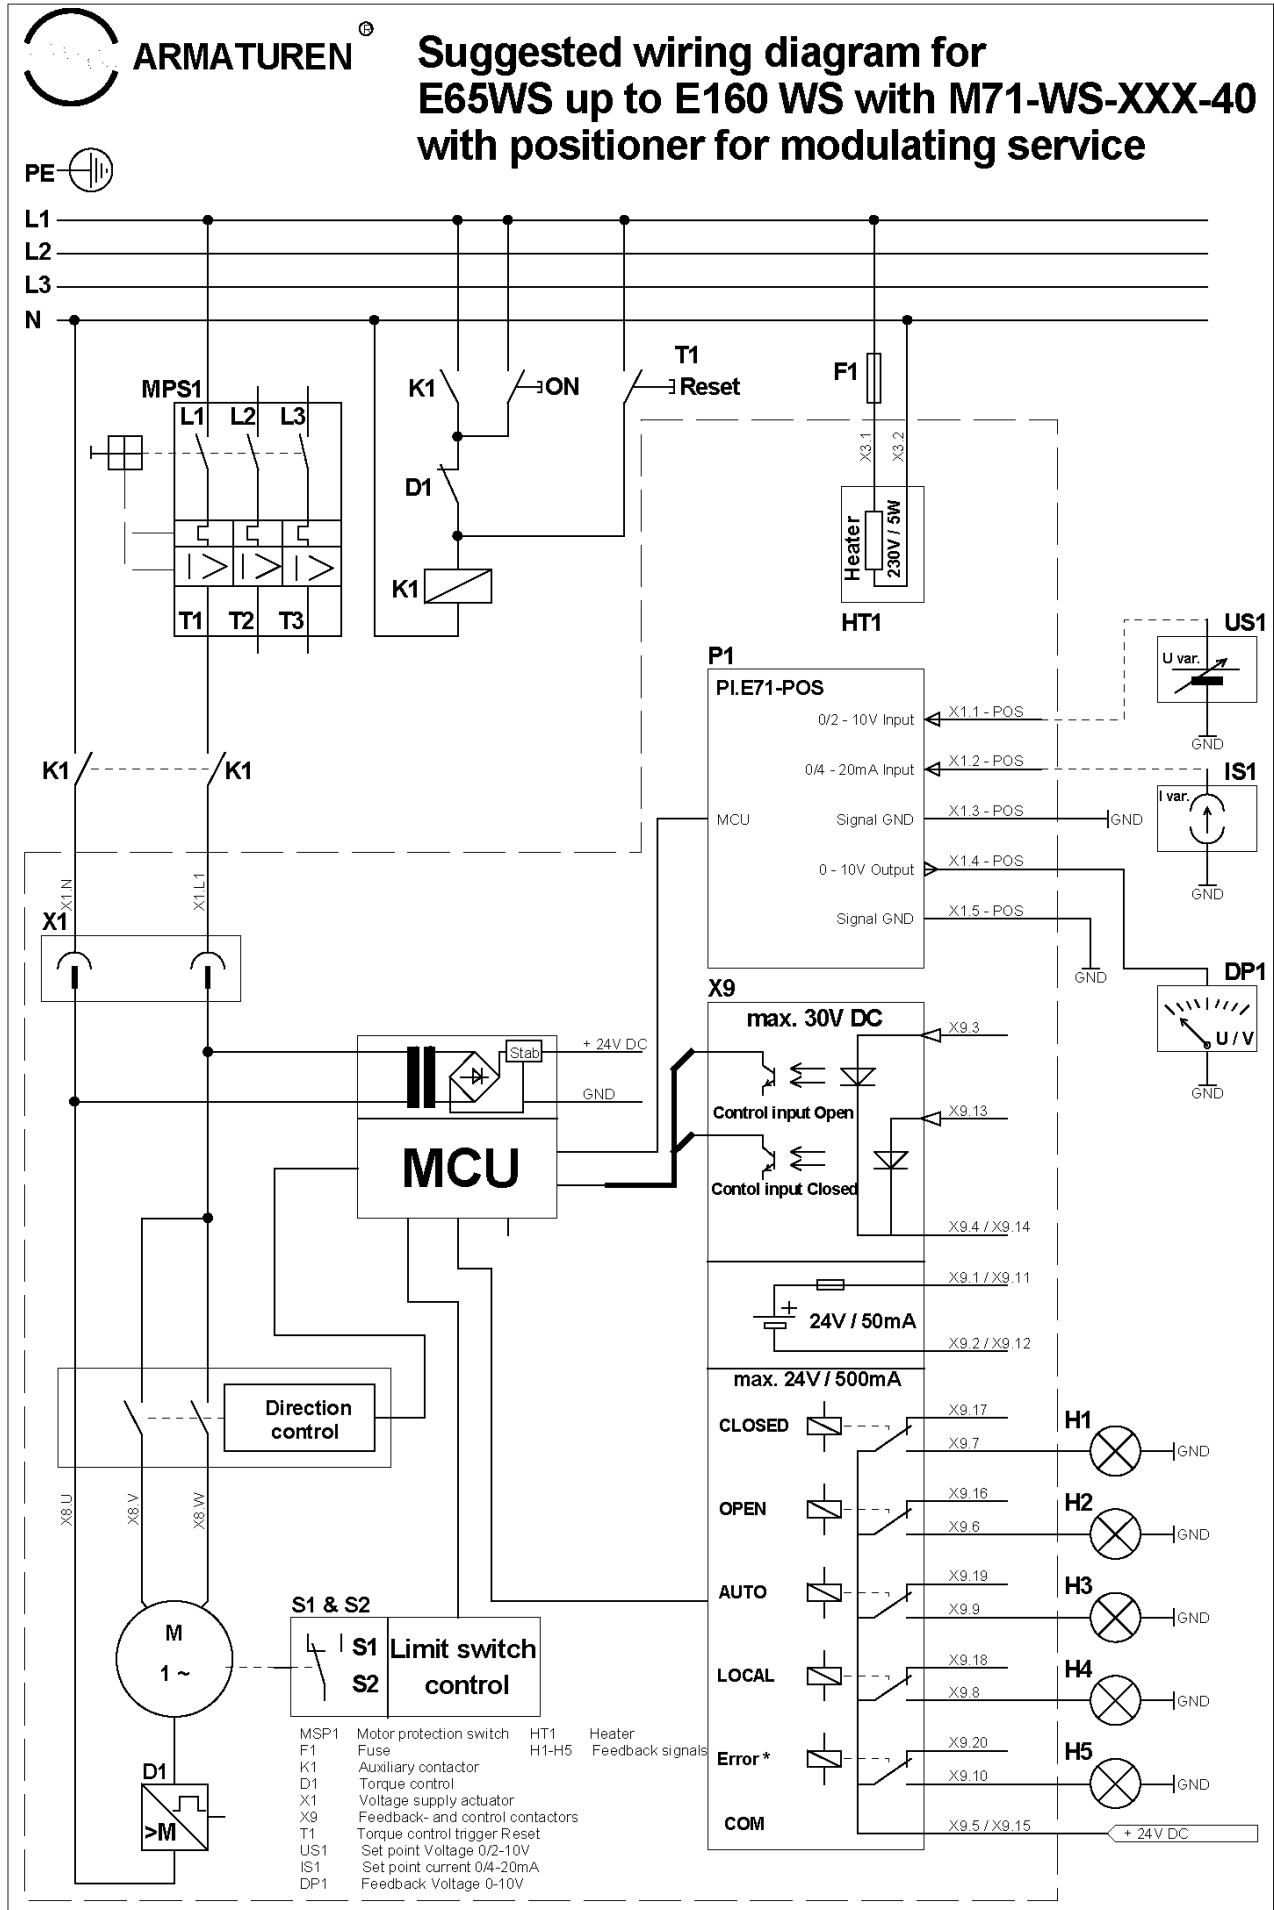 ARMATUREN ®
Suggested wiring diagram for
E65WS up to E160 WS with M71-WS-XXX-40
with positioner for modulating service
PE
L1
L2
L3
N
MPS1
L1 L2 L3
T1 T2 T3
K1
ON
T1
Reset
D1
K1
F1
X3.1
X3.2
Heater
230V / 5W
HT1
P1
PI.E71-POS
0/2 - 10V Input
X1.1 - POS
0/4 - 20mA Input
X1.2 - POS
MCU
Signal GND
X1.3 - POS
GND
0 - 10V Output
X1.4 - POS
Signal GND
X1.5 - POS
GND
US1
U var.
GND
IS1
I var.
GND
DP1
U / V
GND
K1
K1
X1.N
X1.L1
X1
Stab
+ 24V DC
GND
MCU
X9
max. 30V DC
X9.3
Control input Open
X9.13
Contol input Closed
X9.4 / X9.14
X9.1 / X9.11
+
24V / 50mA
X9.2 / X9.12
max. 24V / 500mA
CLOSED
X9.17
X9.7
H1
GND
OPEN
X9.16
X9.6
H2
GND
AUTO
X9.19
X9.9
H3
GND
LOCAL
X9.18
X9.8
H4
GND
Error *
X9.20
X9.10
H5
GND
COM
X9.5 / X9.15
+ 24V DC
Direction
control
X8.U
X8.V
X8.W
M
1 ~
S1 & S2
S1
S2
Limit switch
control
D1
>M
MSP1 Motor protection switch HT1 Heater
F1 Fuse H1-H5 Feedback signals
K1 Auxiliary contactor
D1 Torque control
X1 Voltage supply actuator
X9 Feedback- and control contactors
T1 Torque control trigger Reset
US1 Set point Voltage 0/2-10V
IS1 Set point current 0/4-20mA
DP1 Feedback Voltage 0-10V